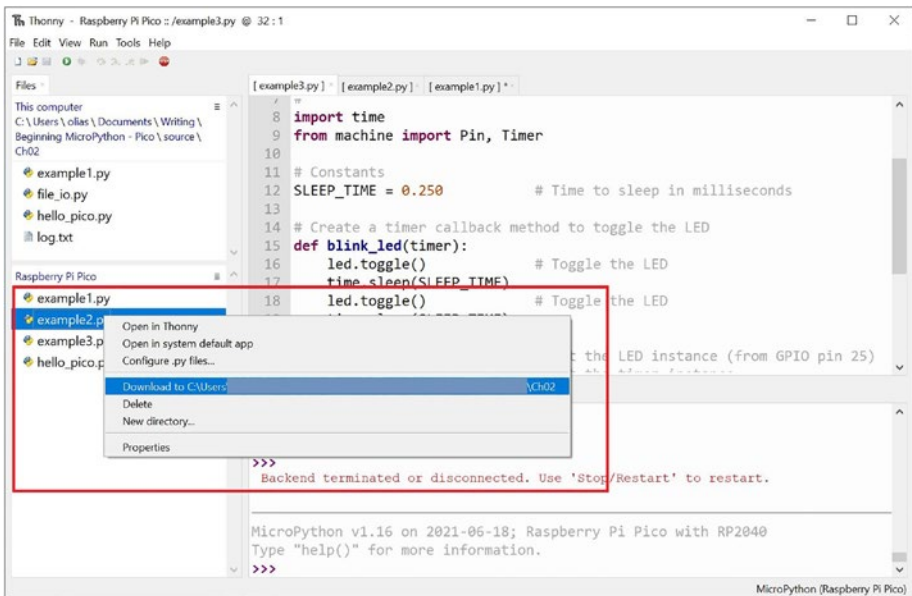 Thonny - Raspberry Pi Pico :: /example3.py @ 32 : 1
File Edit View Run Tools Help
Files
This computer
C: \ Users \ olias \ Documents \ Writing \
Beginning MicroPython - Pico \ source \
Ch02
example1.py
file_io.py
hello_pico.py
log.txt
Raspberry Pi Pico
example1.py
example2.p
example3.p
hello_pico.p
Open in Thonny
Open in system default app
Configure .py files...
Download to C:\Users\ \Ch02
Delete
New directory...
Properties
[ example3.py ] [ example2.py ] [ example1.py ] *
7 #
8 import time
9 from machine import Pin, Timer
10
11 # Constants
12 SLEEP_TIME = 0.250 # Time to sleep in milliseconds
13
14 # Create a timer callback method to toggle the LED
15 def blink_led(timer):
16 led.toggle() # Toggle the LED
17 time.sleep(SLEEP_TIME)
18 led.toggle() # Toggle the LED
the LED instance (from GPIO pin 25)
>>>
Backend terminated or disconnected. Use 'Stop/Restart' to restart.
MicroPython v1.16 on 2021-06-18; Raspberry Pi Pico with RP2040
Type "help()" for more information.
>>>
MicroPython (Raspberry Pi Pico)